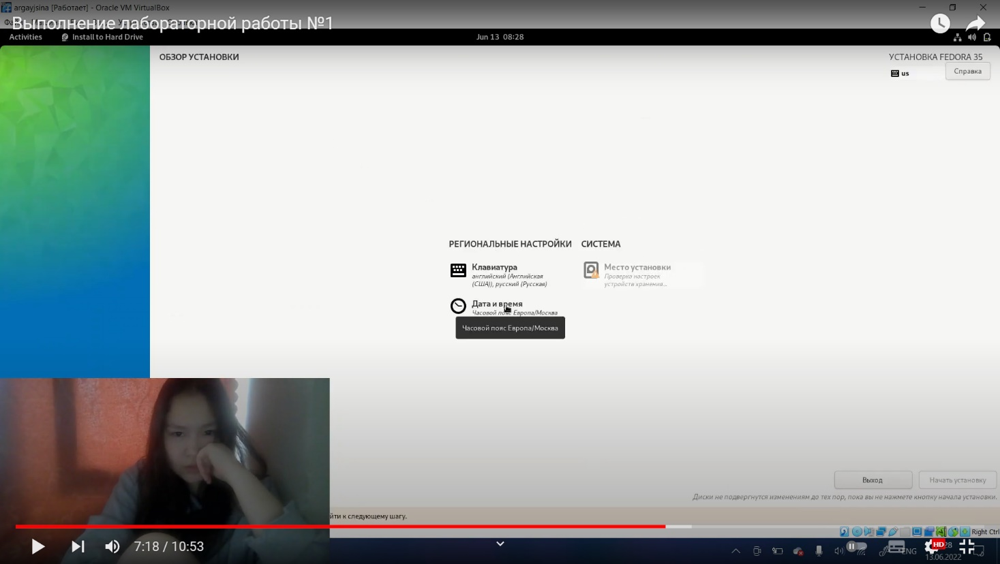 argayjsina [Работает] - Oracle VM VirtualBox
Выполнение лабораторной работы №1
Activities
Install to Hard Drive
Jun 13 08:28
ОБЗОР УСТАНОВКИ
УСТАНОВКА FEDORA 35
us
Справка
РЕГИОНАЛЬНЫЕ НАСТРОЙКИ
СИСТЕМА
Клавиатура
английский (Английская
(США)), русский (Русская)
Место установки
Проверка настроек
устройств хранения...
Дата и время
Часовой пояс Европа/Москва
Часовой пояс Европа/Москва
Выход
Начать установку
Диски не подвергнутся изменениям до тех пор, пока вы не нажмете кнопку начала установки.
йти к следующему шагу.
Right Ctrl
7:18 / 10:53
HD
ENG
13.06.2022